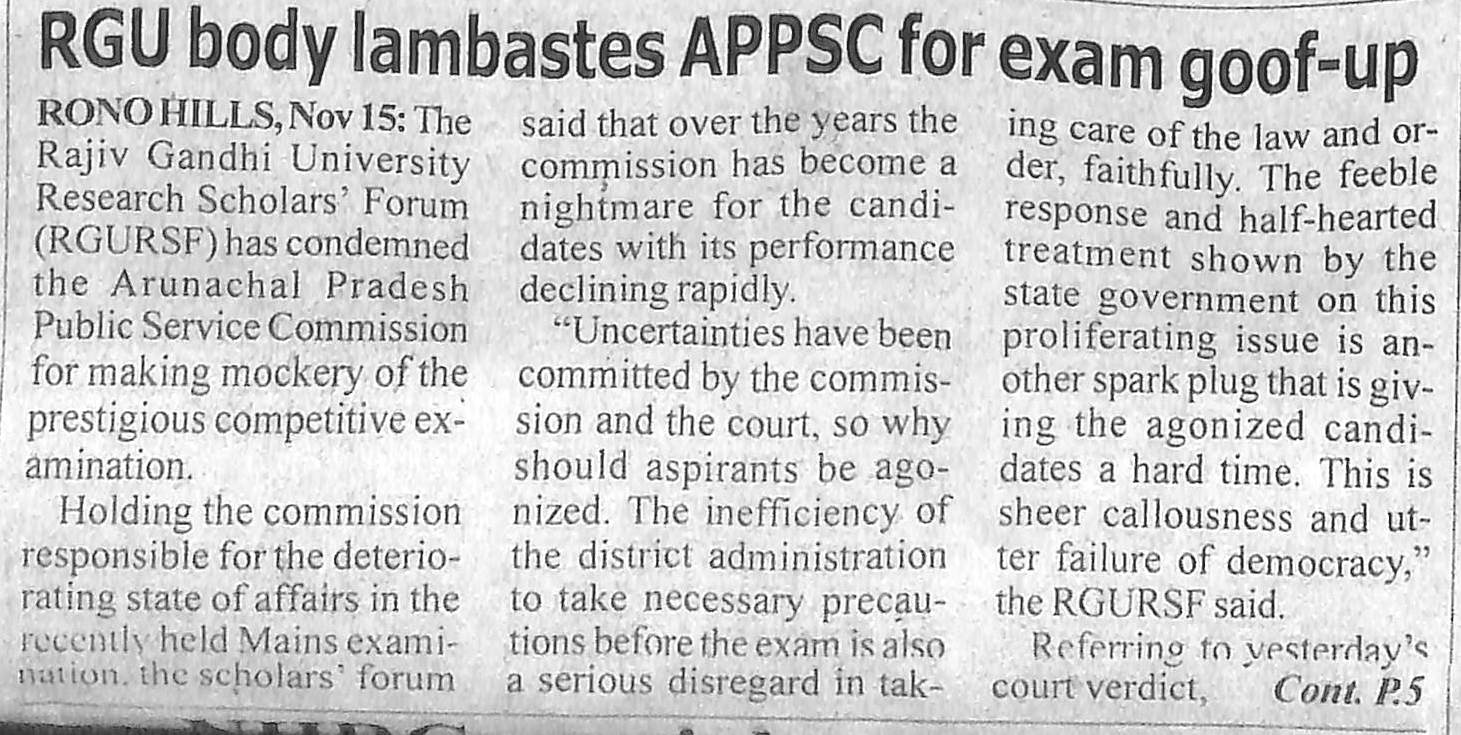 RGU body lambastes APPSC for exam goof-up
RONO HILLS, Nov 15: The
Rajiv Gandhi University
Research Scholars' Forum
(RGURSF) has condemned
the Arunachal Pradesh
Public Service Commission
for making mockery of the
prestigious competitive ex-
amination.
Holding the commission
responsible for the deterio-
rating state of affairs in the
recently held Mains exami-
nation, the scholars' forum
said that over the years the
commission has become a
nightmare for the candi-
dates with its performance
declining rapidly.
"Uncertainties have been
committed by the commis-
sion and the court, so why
should aspirants be ago-
nized. The inefficiency of
the district administration
to take necessary precau-
tions before the exam is also
a serious disregard in tak-
ing care of the law and or-
der, faithfully. The feeble
response and half-hearted
treatment shown by the
state government on this
proliferating issue is an-
other spark plug that is giv-
ing the agonized candi-
dates a hard time. This is
sheer callousness and ut-
ter failure of democracy,"
the RGURSF said.
Referring to yesterday's
court verdict, Cont. P.5